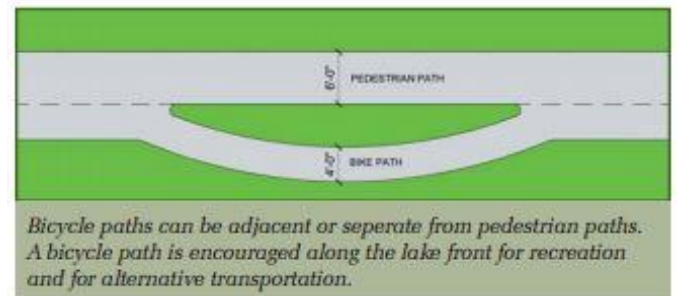 6'-0"
PEDESTRIAN PATH
4'-0"
BIKE PATH
Bicycle paths can be adjacent or seperate from pedestrian paths.
A bicycle path is encouraged along the lake front for recreation
and for alternative transportation.